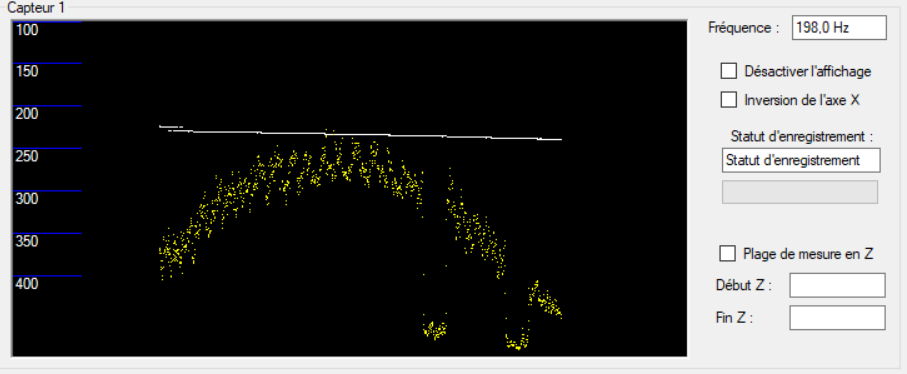 Capteur 1
100
150
200
250
300
350
400
Fréquence :
198,0 Hz
Désactiver l'affichage
Inversion de l'axe X
Statut d'enregistrement :
Statut d'enregistrement
Plage de mesure en Z
Début Z :
Fin Z :